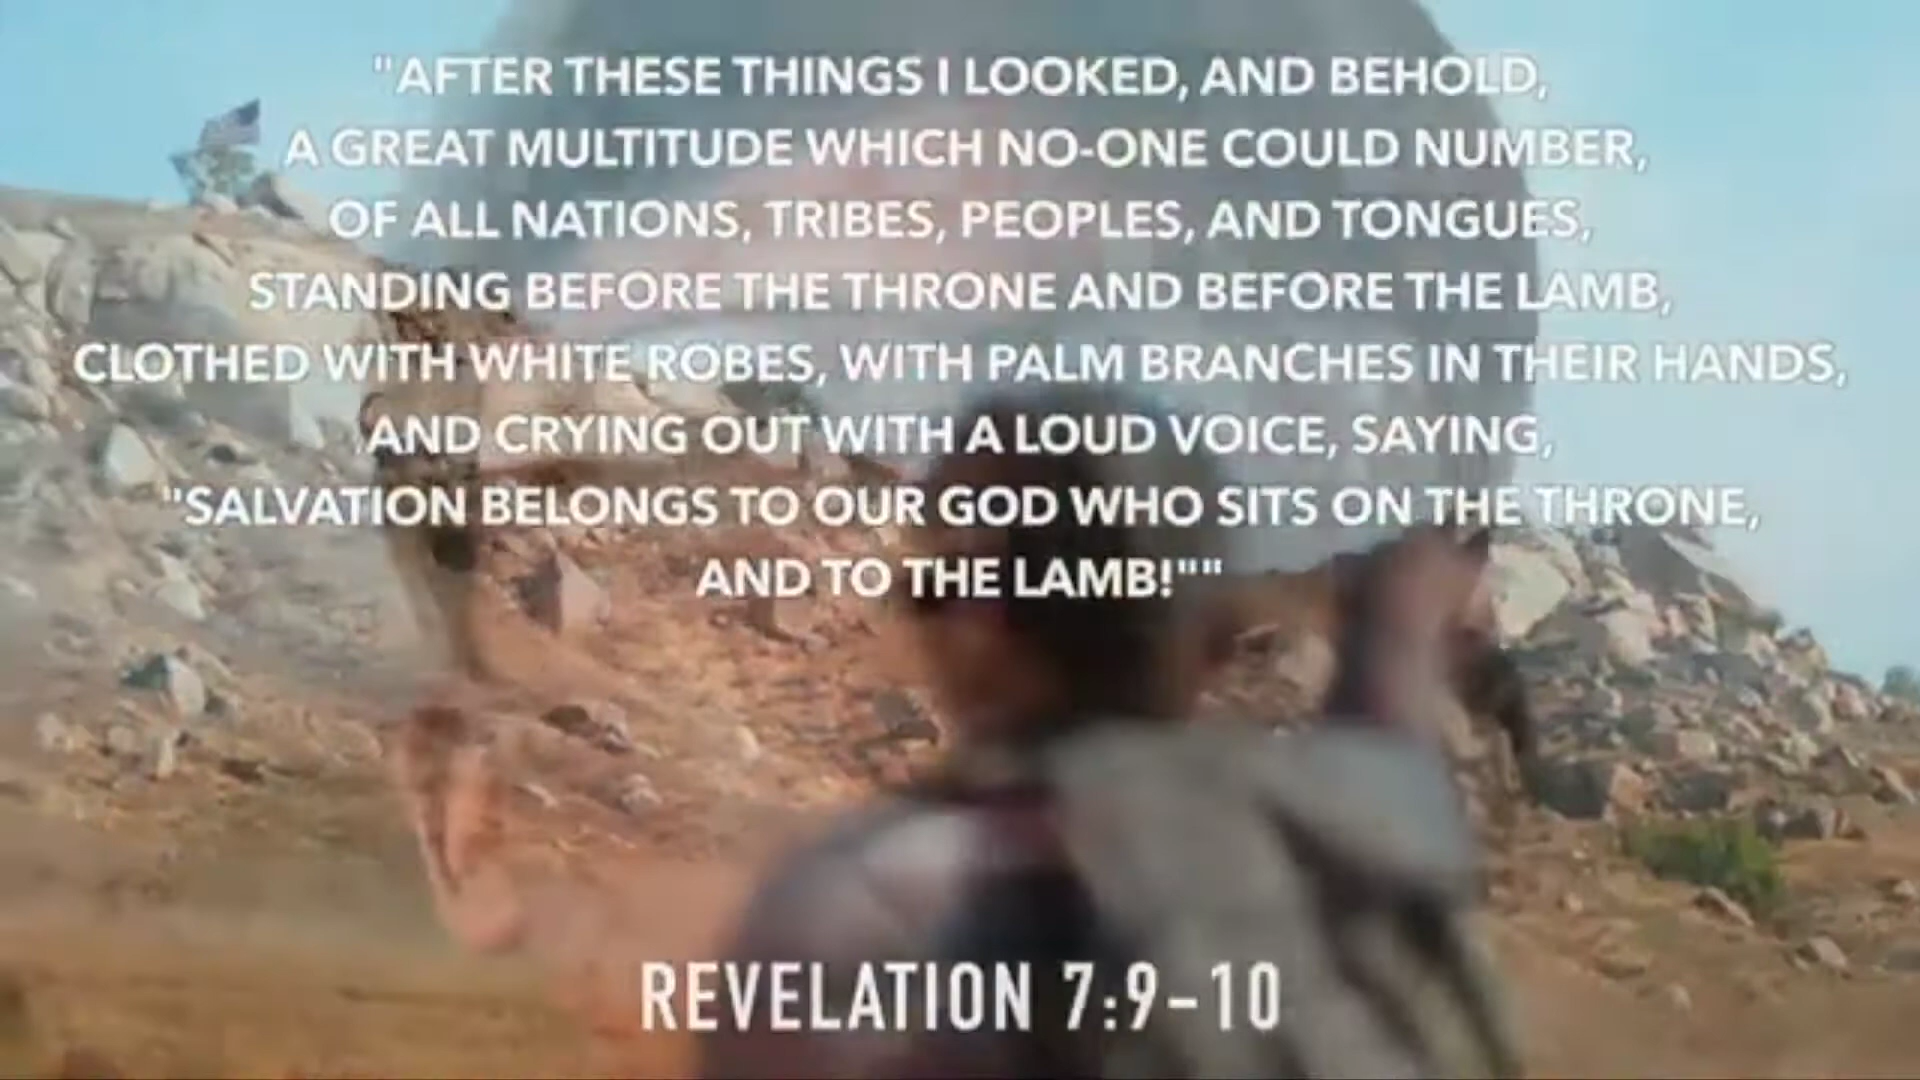 "AFTER THESE THINGS I LOOKED, AND BEHOLD,
A GREAT MULTITUDE WHICH NO-ONE COULD NUMBER,
OF ALL NATIONS, TRIBES, PEOPLES, AND TONGUES,
STANDING BEFORE THE THRONE AND BEFORE THE LAMB,
CLOTHED WITH WHITE ROBES, WITH PALM BRANCHES IN THEIR HANDS,
AND CRYING OUT WITH A LOUD VOICE, SAYING,
"SALVATION BELONGS TO OUR GOD WHO SITS ON THE THRONE,
AND TO THE LAMB!""
REVELATION 7:9-10